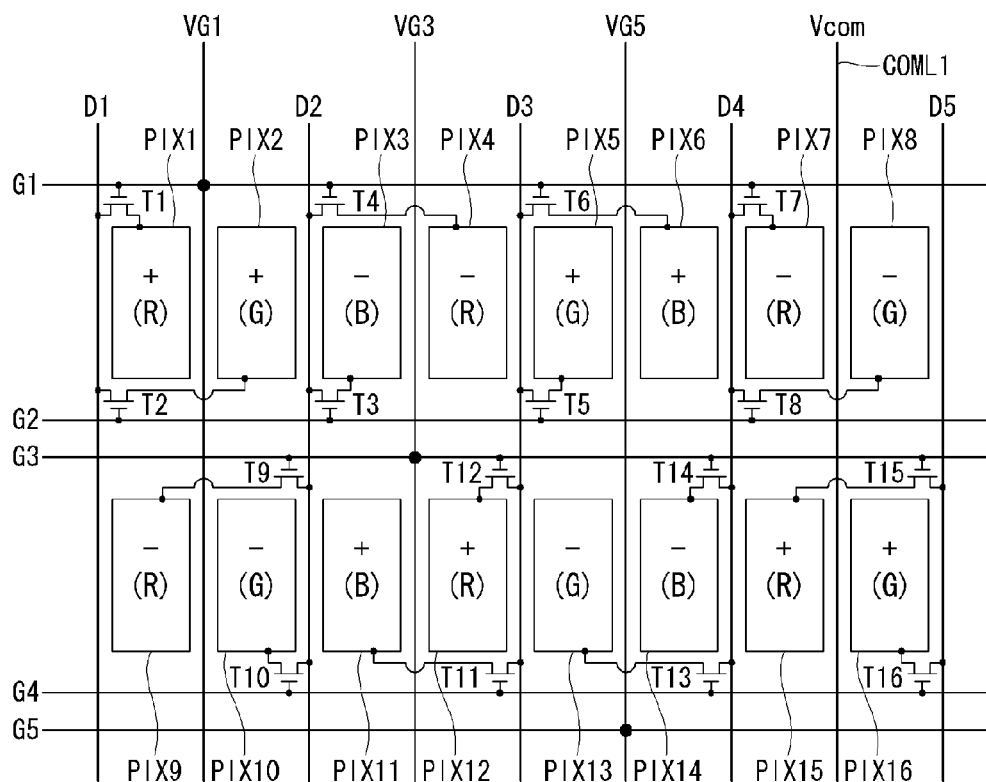 VG1 VG3 VG5 Vcom
COML1
D1 D2 D3 D4 D5
PIX1 PIX2 PIX3 PIX4 PIX5 PIX6 PIX7 PIX8
G1
T1 T4 T6 T7
+ + - - + + - -
(R) (G) (B) (R) (G) (B) (R) (G)
T2 T3 T5 T8
G2
G3
T9 T12 T14 T15
- - + + - - + +
(R) (G) (B) (R) (G) (B) (R) (G)
T10 T11 T13 T16
G4
G5
PIX9 PIX10 PIX11 PIX12 PIX13 PIX14 PIX15 PIX16